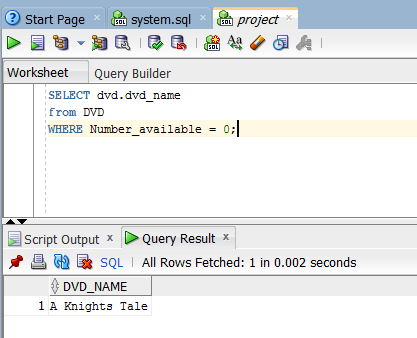 Start Page system.sql project
Worksheet Query Builder
SELECT dvd.dvd_name
from DVD
WHERE Number_available = 0;
Script Output x Query Result x
SQL | All Rows Fetched: 1 in 0.002 seconds
DVD_NAME
1 A Knights Tale